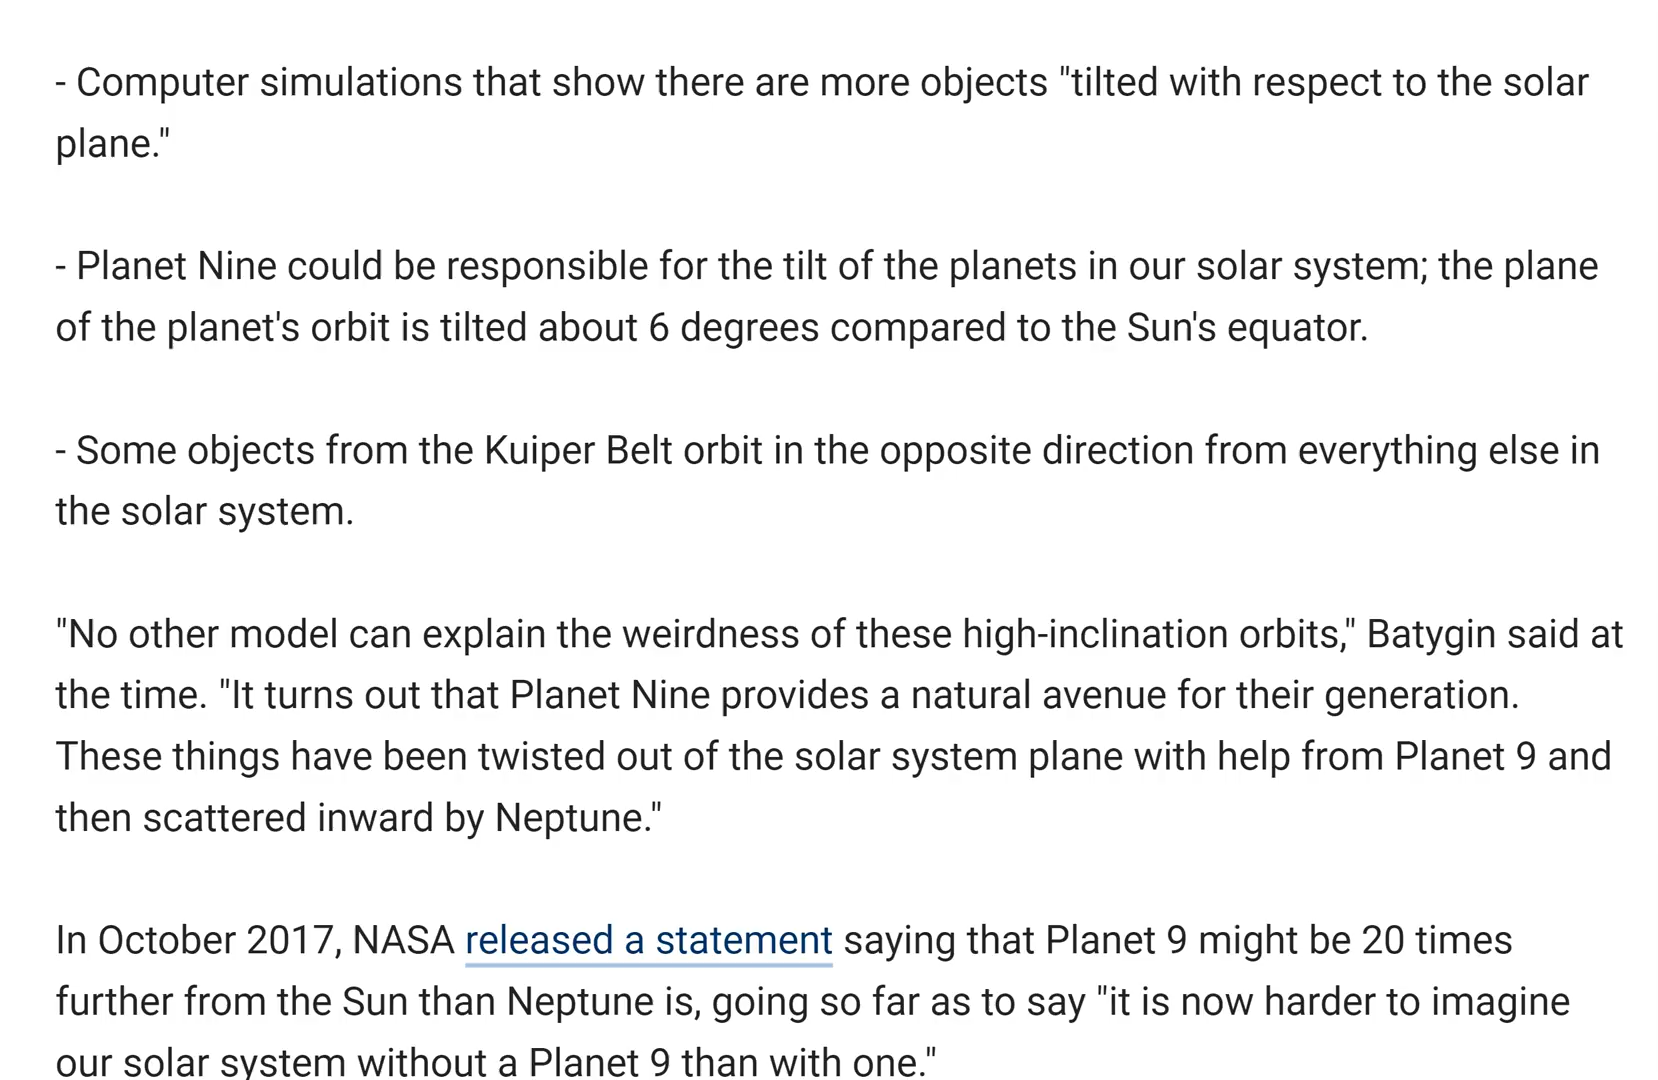 - Computer simulations that show there are more objects "tilted with respect to the solar
plane."
- Planet Nine could be responsible for the tilt of the planets in our solar system; the plane
of the planet's orbit is tilted about 6 degrees compared to the Sun's equator.
- Some objects from the Kuiper Belt orbit in the opposite direction from everything else in
the solar system.
"No other model can explain the weirdness of these high-inclination orbits," Batygin said at
the time. "It turns out that Planet Nine provides a natural avenue for their generation.
These things have been twisted out of the solar system plane with help from Planet 9 and
then scattered inward by Neptune."
In October 2017, NASA released a statement saying that Planet 9 might be 20 times
further from the Sun than Neptune is, going so far as to say "it is now harder to imagine
our solar system without a Planet 9 than with one."